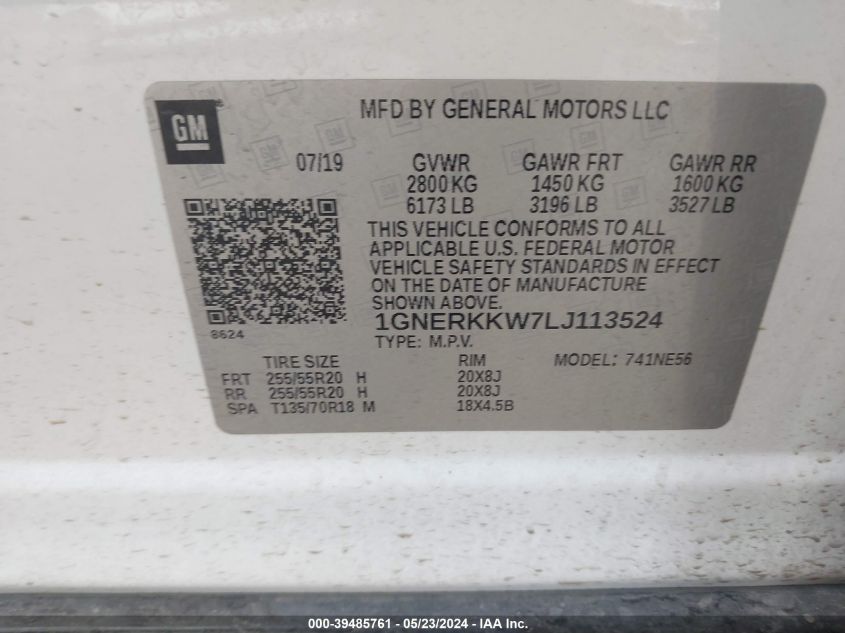 GM
MFD BY GENERAL MOTORS LLC
07/19 GVWR GAWR FRT GAWR RR
2800 KG 1450 KG 1600 KG
6173 LB 3196 LB 3527 LB
THIS VEHICLE CONFORMS TO ALL
APPLICABLE U.S. FEDERAL MOTOR
VEHICLE SAFETY STANDARDS IN EFFECT
ON THE DATE OF MANUFACTURE
SHOWN ABOVE.
8624
1GNERKKW7LJ113524
TYPE: M.P.V.
TIRE SIZE RIM MODEL: 741NE56
FRT 255/55R20 H 20X8J
RR 255/55R20 H 20X8J
SPA T135/70R18 M 18X4.5B
000-39485761 - 05/23/2024 - IAA Inc.